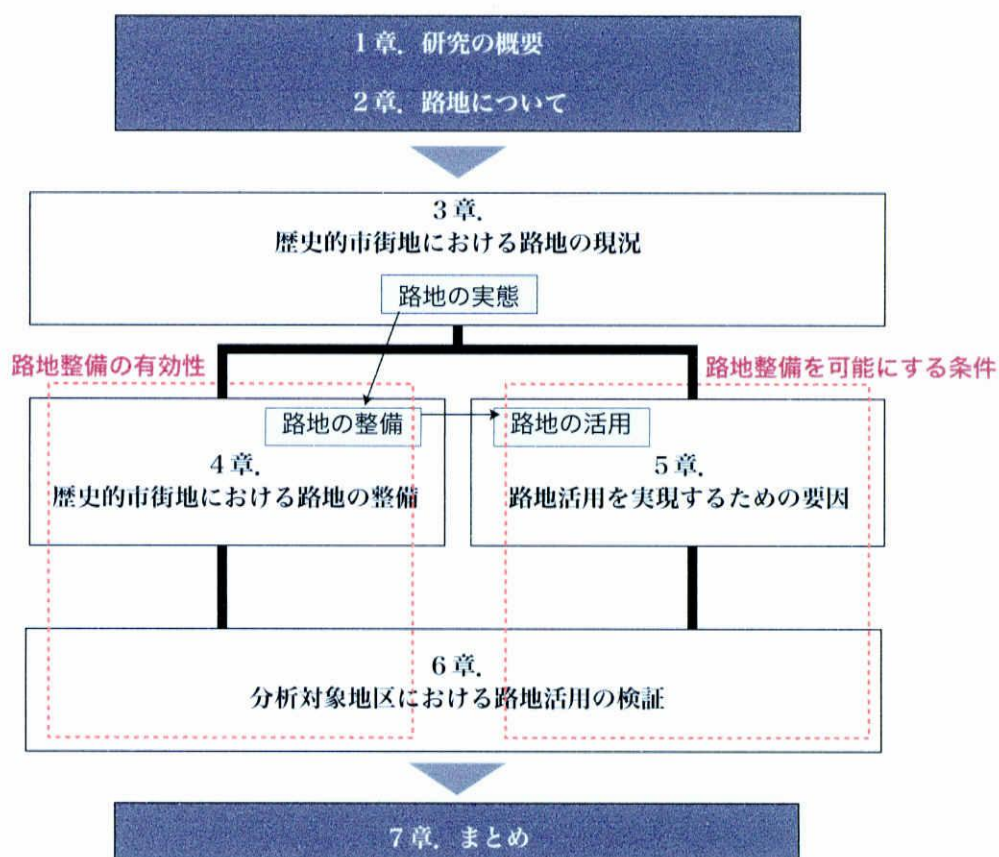 1章. 研究の概要
2章. 路地について
3章.
歴史的市街地における路地の現況
路地の実態
路地整備の有効性
路地整備を可能にする条件
路地の整備
路地の活用
4章.
歴史的市街地における路地の整備
5章.
路地活用を実現するための要因
6章.
分析対象地区における路地活用の検証
7章. まとめ